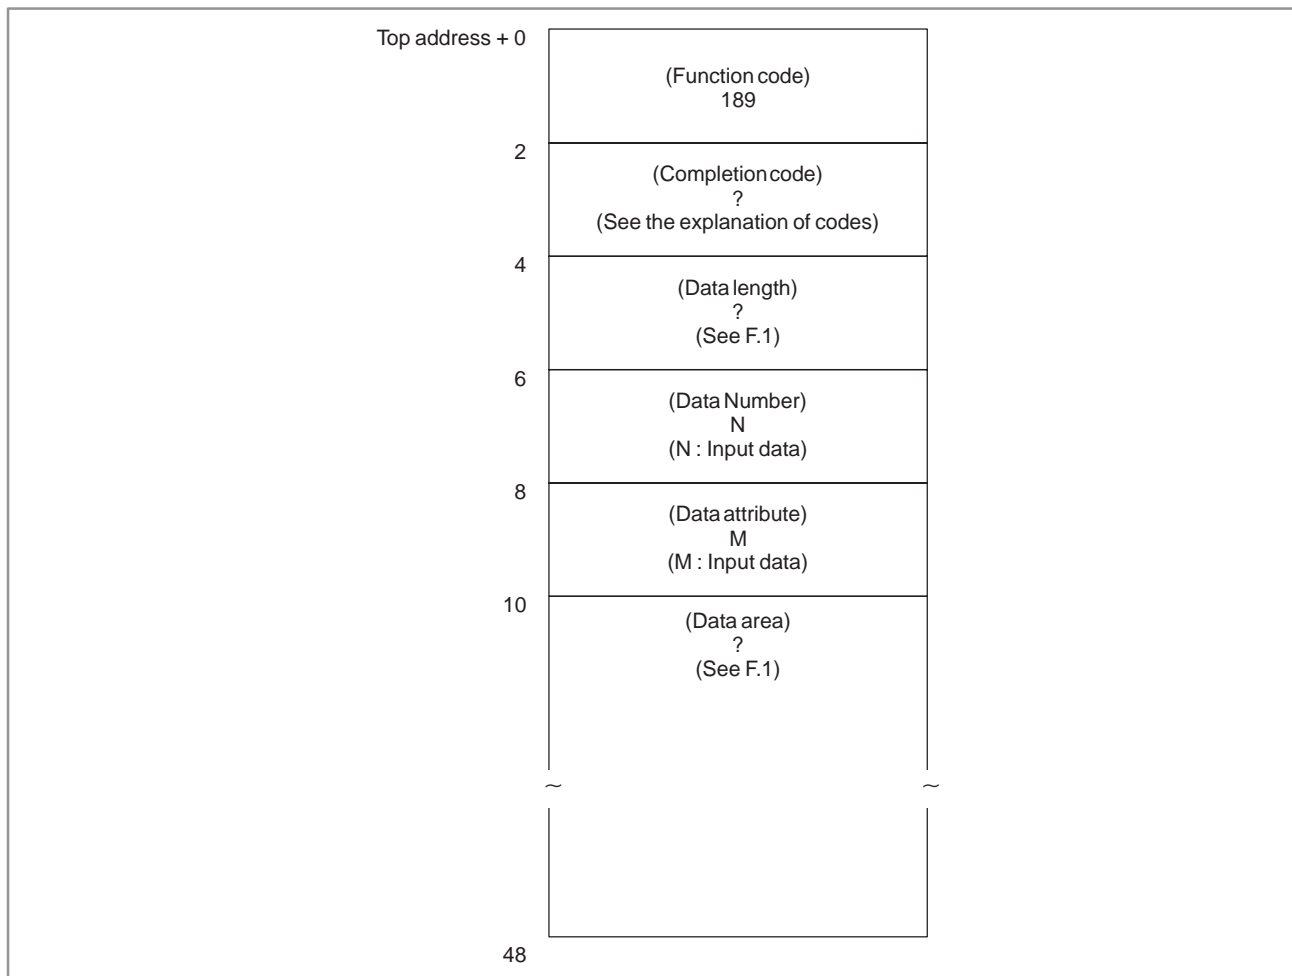 Top address + 0
(Function code)
189
2
(Completion code)
?
(See the explanation of codes)
4
(Data length)
?
(See F.1)
6
(Data Number)
N
(N : Input data)
8
(Data attribute)
M
(M : Input data)
10
(Data area)
?
(See F.1)
~ ~
48